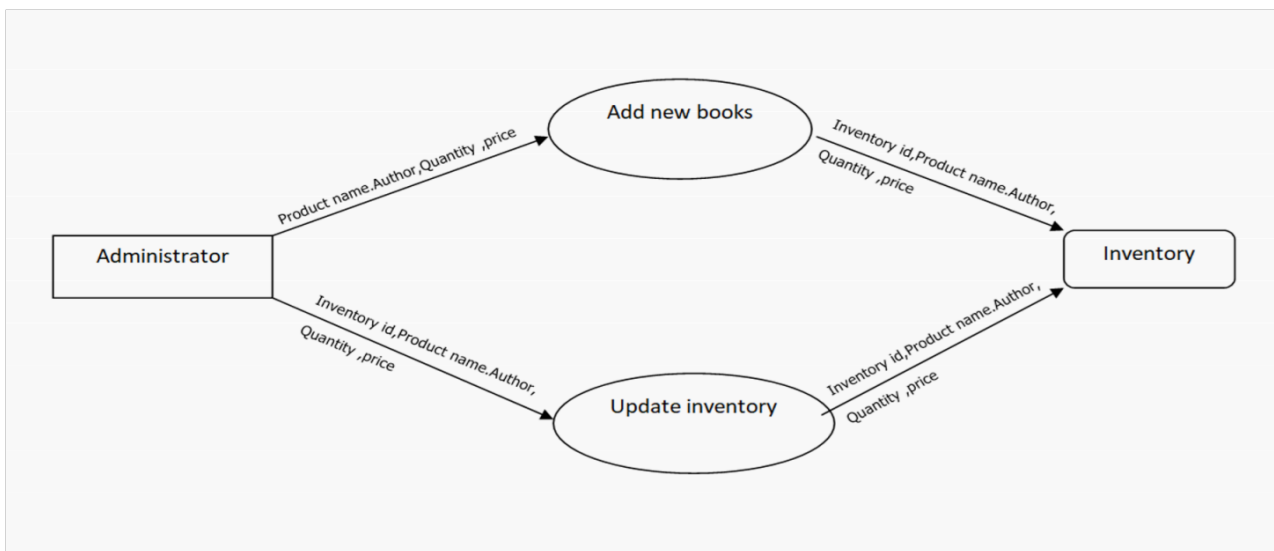 Add new books
Product name.Author,Quantity ,price
Inventory id,Product name.Author,
Quantity ,price
Administrator
Inventory
Inventory id,Product name.Author,
Quantity ,price
Inventory id,Product name.Author,
Quantity ,price
Update inventory